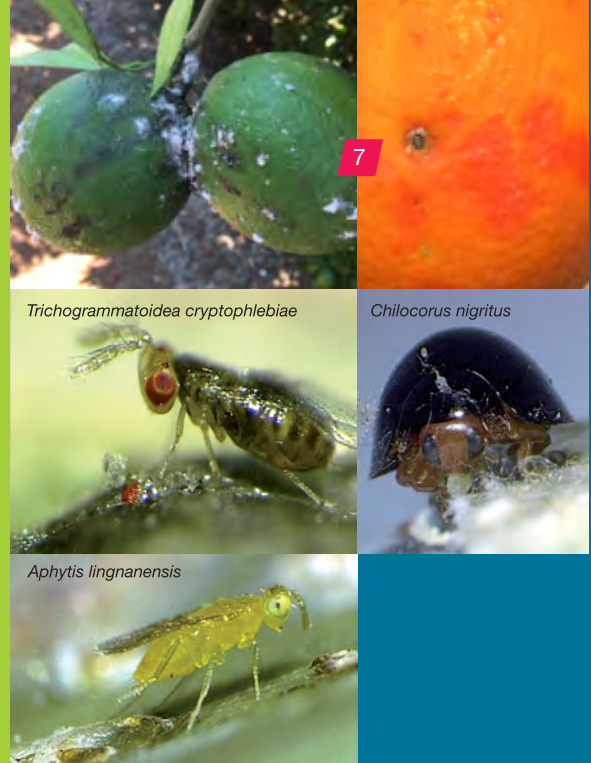 7
Trichogrammatoidea cryptophlebiae
Chilocorus nigritus
Aphytis lingnanensis